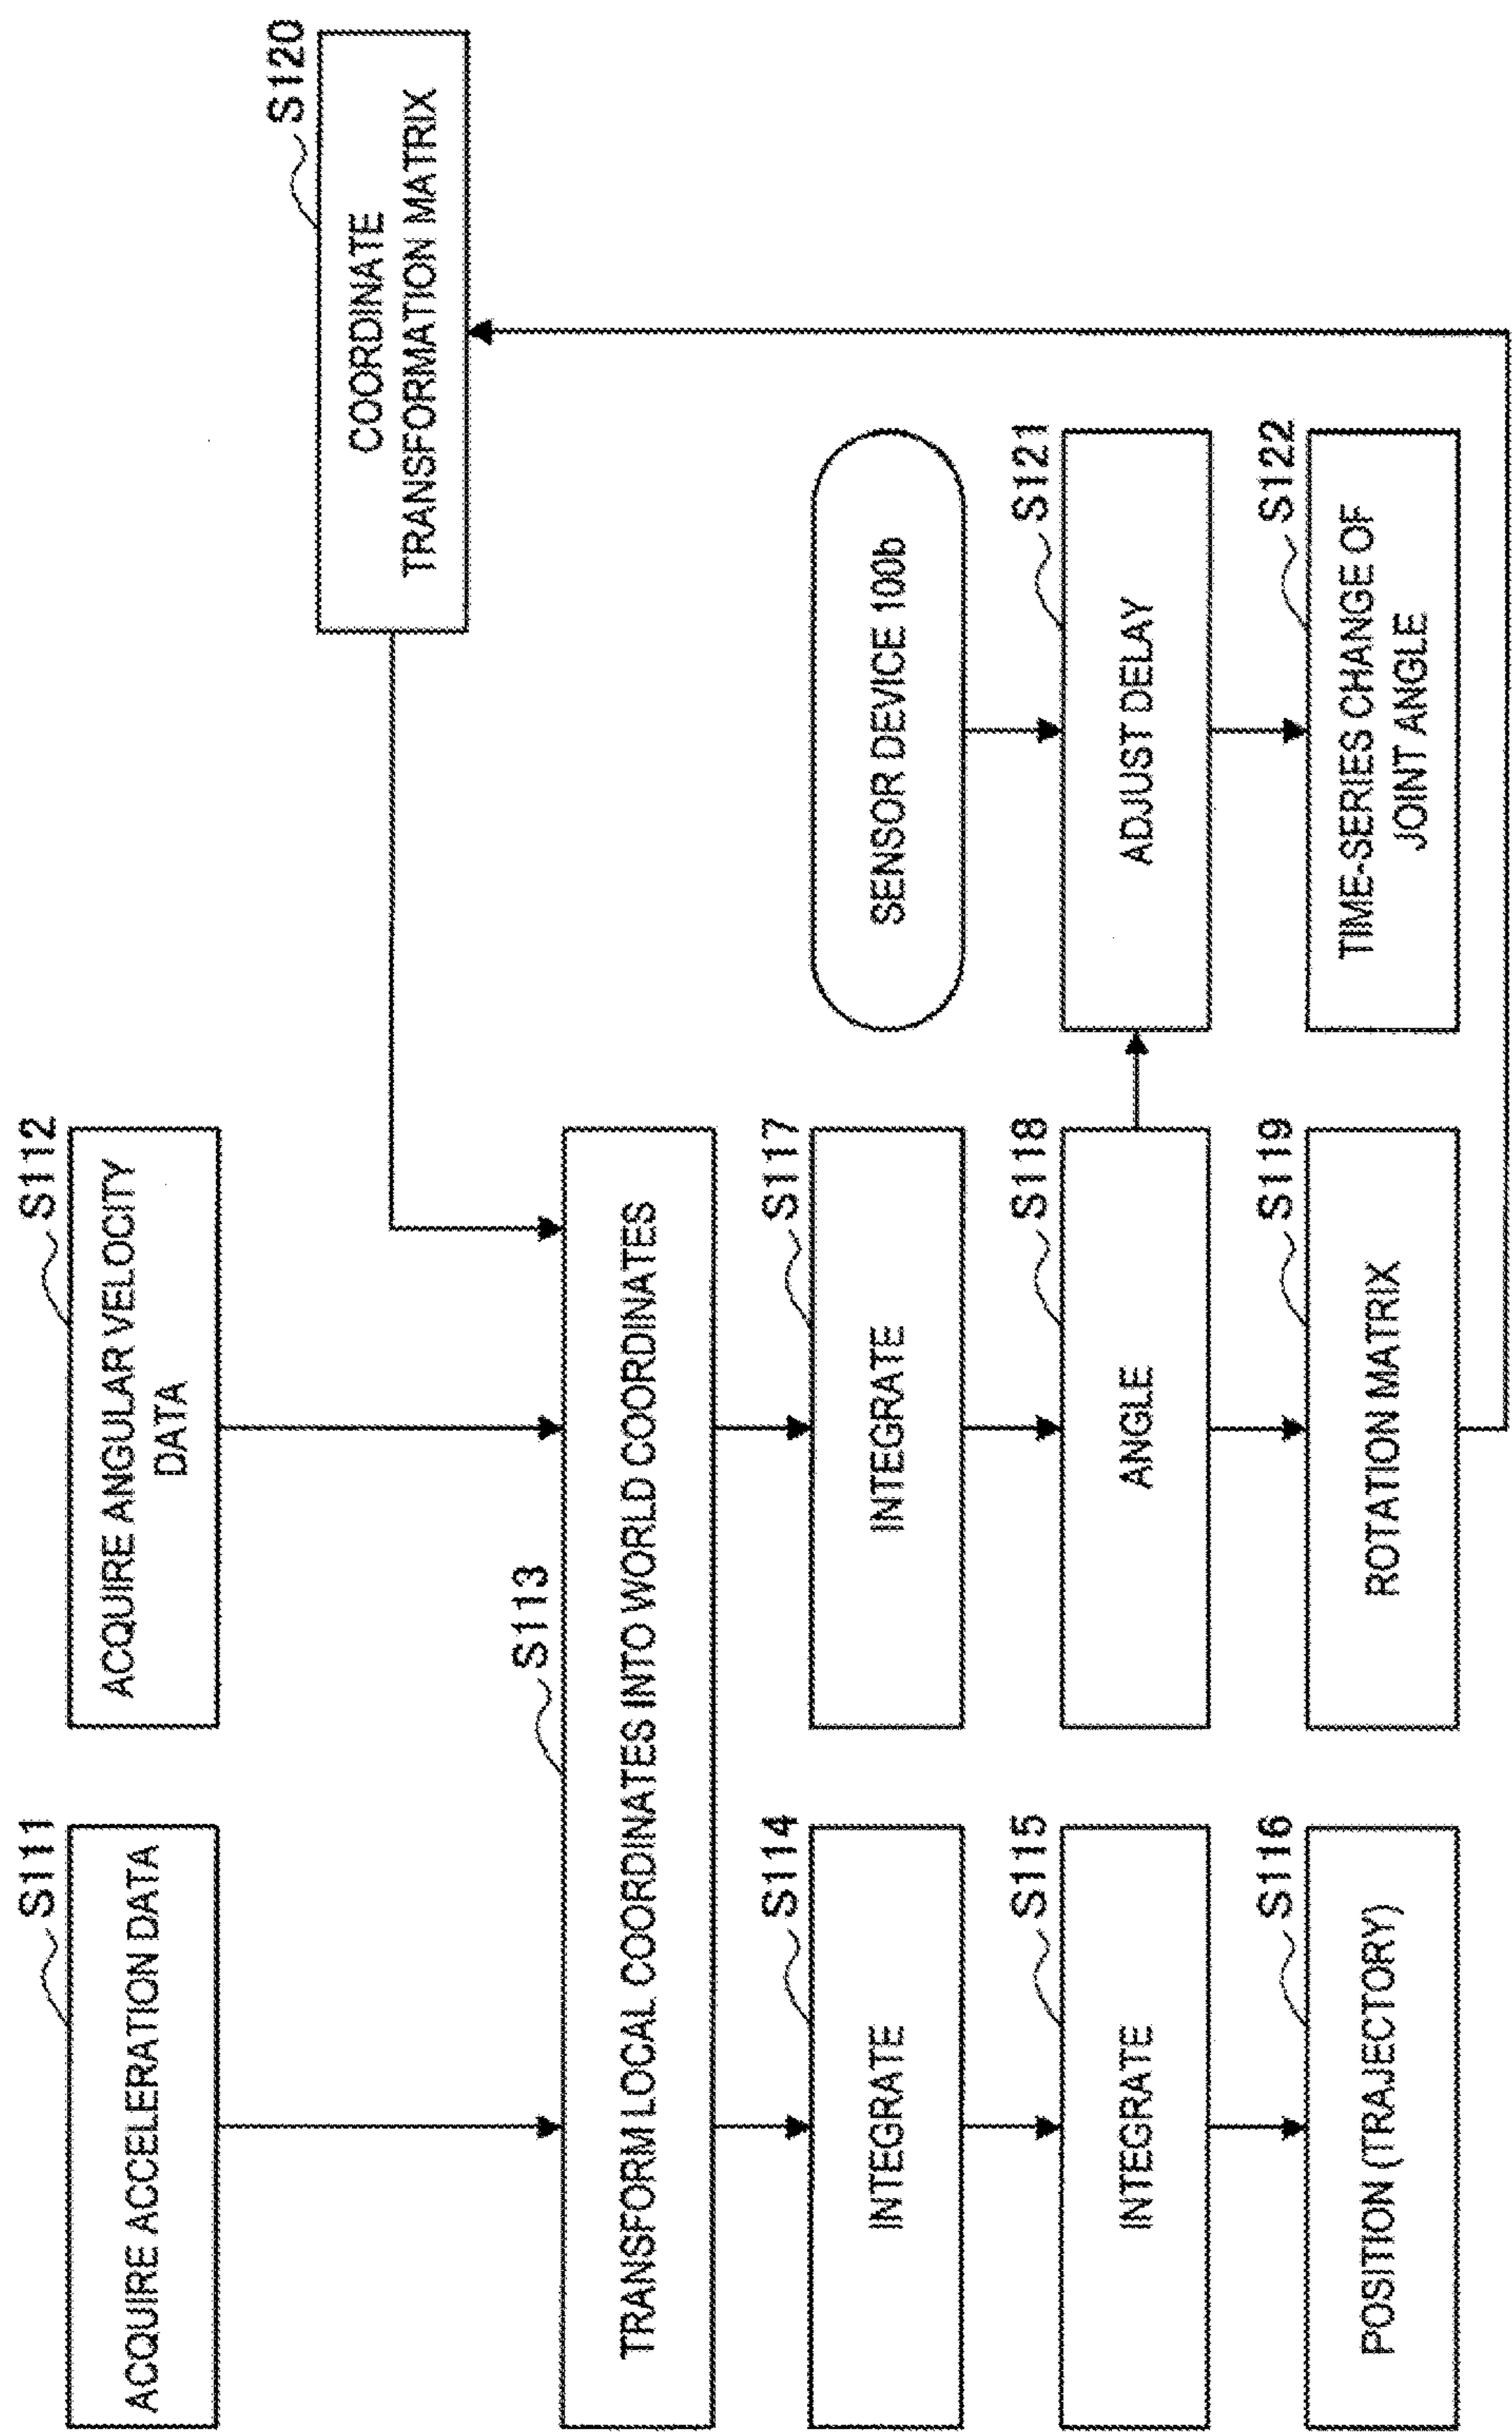 S111
ACQUIRE ACCELERATION DATA
S112
ACQUIRE ANGULAR VELOCITY
DATA
S120
COORDINATE
TRANSFORMATION MATRIX
S113
TRANSFORM LOCAL COORDINATES INTO WORLD COORDINATES
S114
INTEGRATE
S117
INTEGRATE
SENSOR DEVICE 100b
S115
INTEGRATE
S118
ANGLE
S121
ADJUST DELAY
S116
POSITION (TRAJECTORY)
S119
ROTATION MATRIX
S122
TIME-SERIES CHANGE OF
JOINT ANGLE